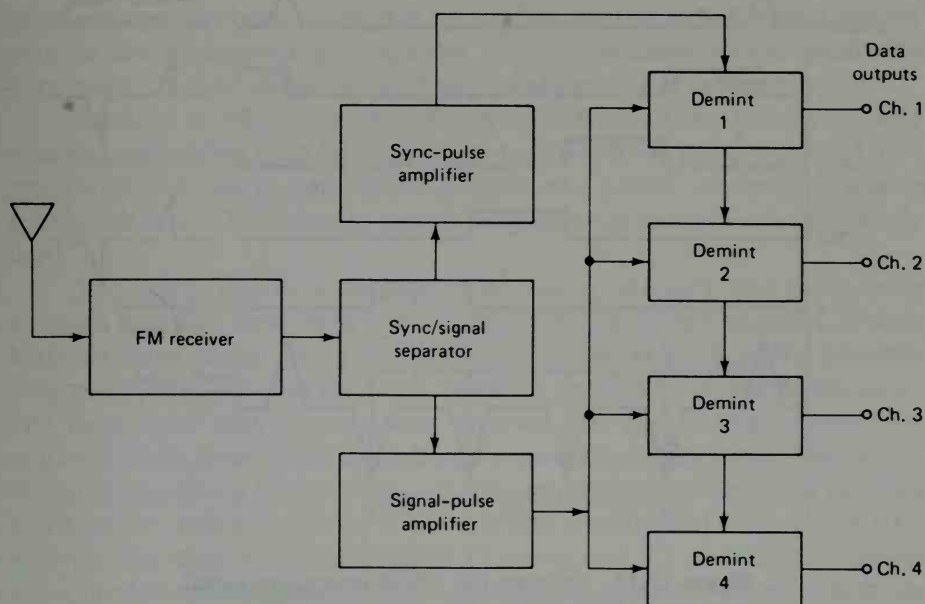 Data
outputs
Demint
1
Ch. 1
Sync-pulse
amplifier
Demint
2
Ch. 2
FM receiver
Sync/signal
separator
Demint
3
Ch. 3
Signal-pulse
amplifier
Demint
4
Ch. 4